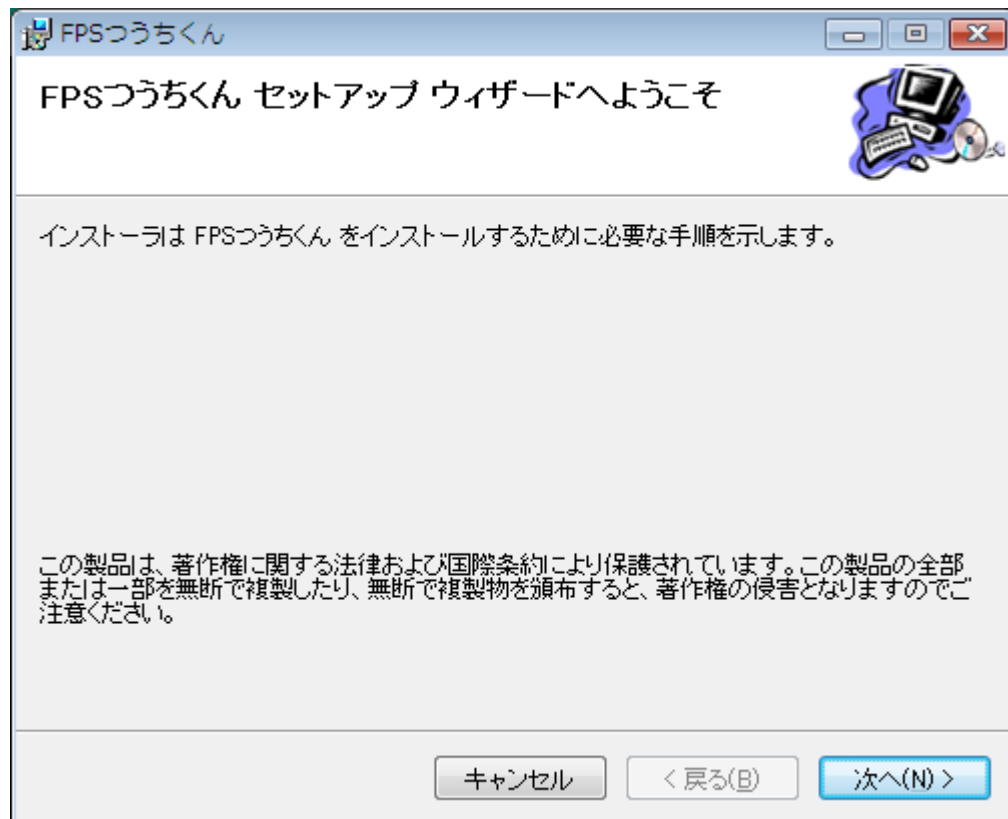 FPSつうちくん
FPSつうちくん セットアップ ウィザードへようこそ
インストーラは FPSつうちくん をインストールするために必要な手順を示します。
この製品は、著作権に関する法律および国際条約により保護されています。この製品の全部
または一部を無断で複製したり、無断で複製物を頒布すると、著作権の侵害となりますのでご
注意ください。
キャンセル
< 戻る(B)
次へ(N) >